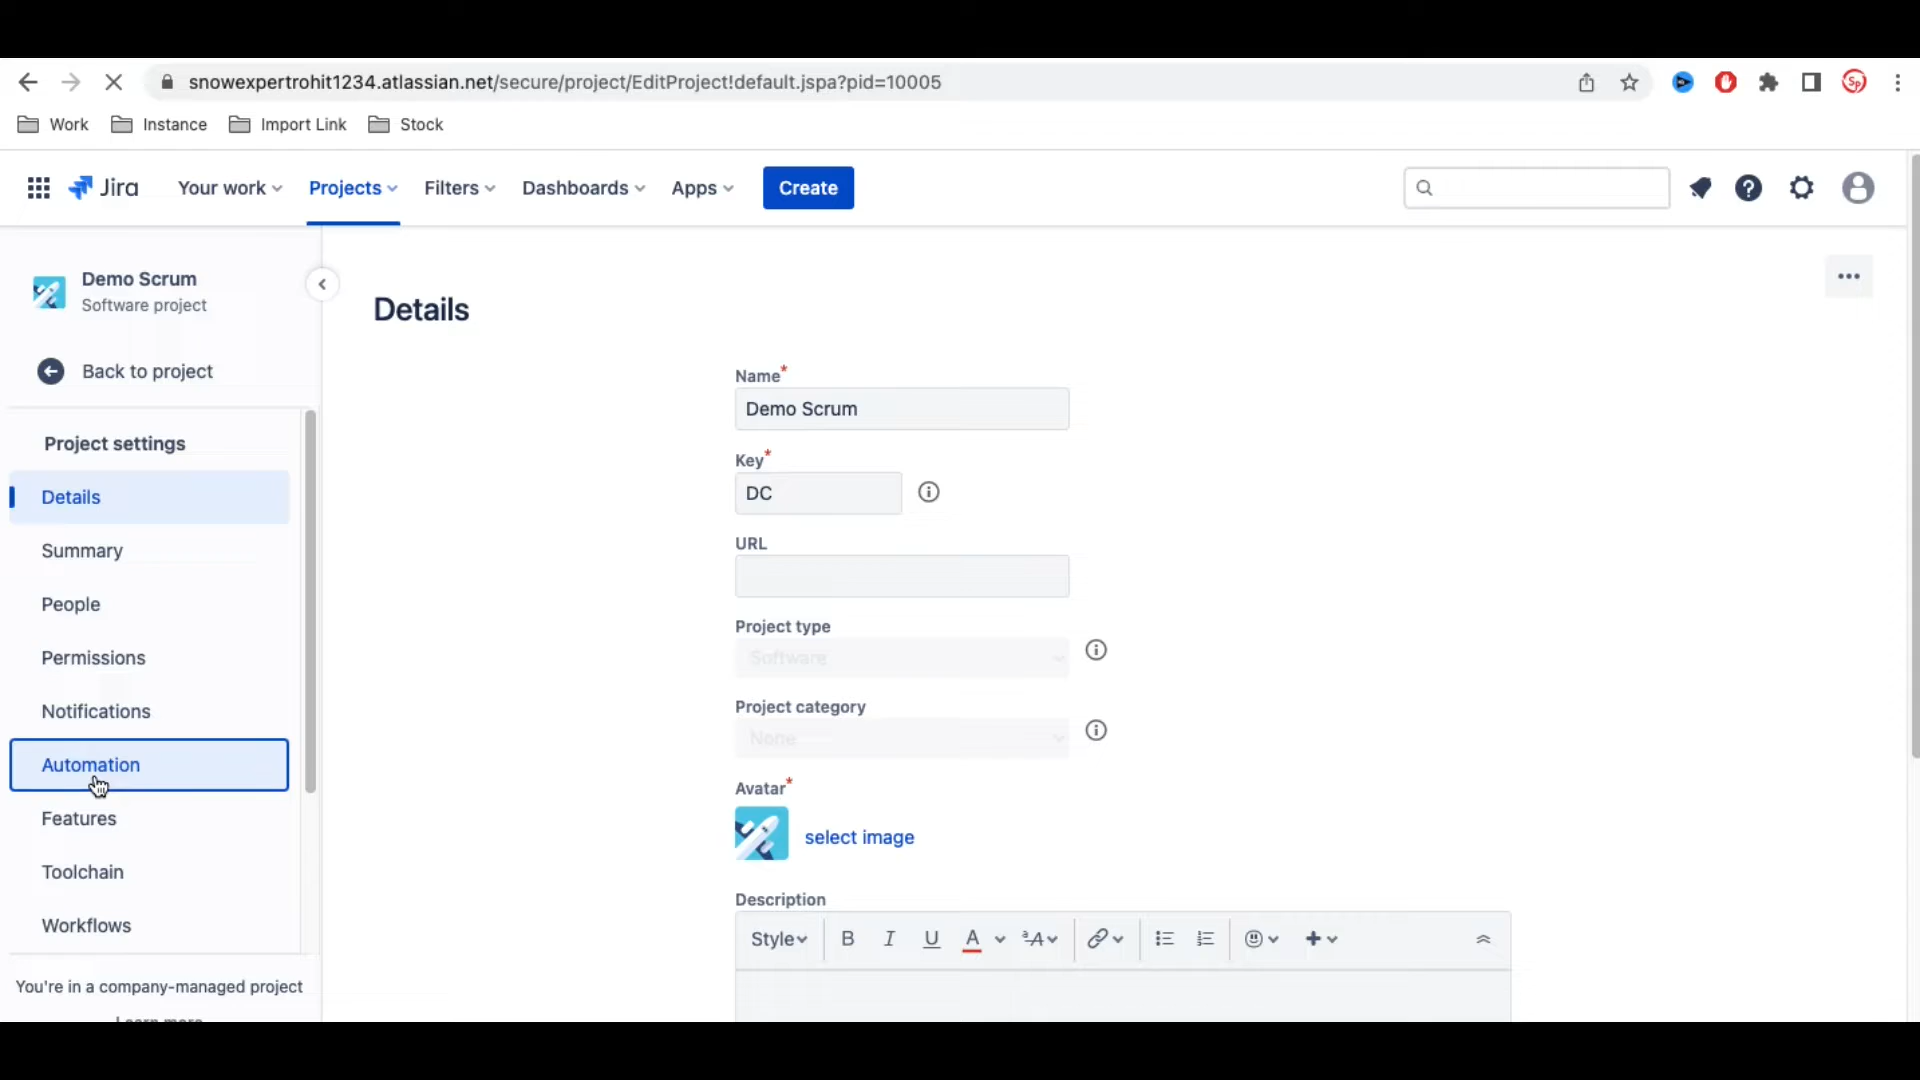 snowexpertrohit1234.atlassian.net/secure/project/EditProject!default.jspa?pid=10005
Sp
Work Instance Import Link Stock
Jira Your work Projects Filters Dashboards Apps Create
Demo Scrum
Software project
Back to project
Project settings
Details
Summary
People
Permissions
Notifications
Automation
Features
Toolchain
Workflows
You're in a company-managed project
Learn more
Details
Name*
Demo Scrum
Key*
DC
URL
Project type
Software
Project category
None
Avatar*
select image
Description
Style B I U A ªA